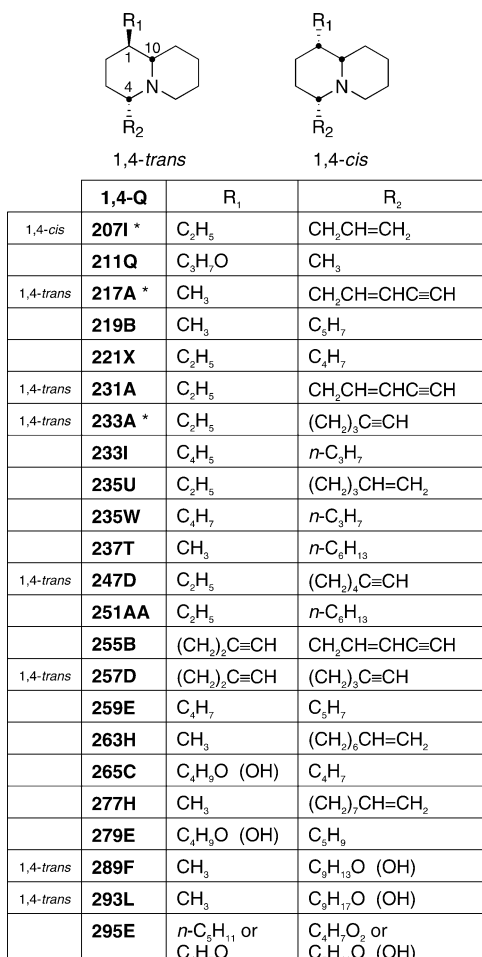 R₁ R₁
10
1
4
N N
R₂ R₂
1,4-trans 1,4-cis
1,4-Q R₁ R₂
1,4-cis 207I * C₂H₅ CH₂CH=CH₂
211Q C₃H₇O CH₃
1,4-trans 217A * CH₃ CH₂CH=CHC≡CH
219B CH₃ C₅H₇
221X C₂H₅ C₄H₇
1,4-trans 231A C₂H₅ CH₂CH=CHC≡CH
1,4-trans 233A * C₂H₅ (CH₂)₃C≡CH
233I C₄H₅ n-C₃H₇
235U C₂H₅ (CH₂)₃CH=CH₂
235W C₄H₇ n-C₃H₇
237T CH₃ n-C₆H₁₃
1,4-trans 247D C₂H₅ (CH₂)₄C≡CH
251AA C₂H₅ n-C₆H₁₃
255B (CH₂)₂C≡CH CH₂CH=CHC≡CH
1,4-trans 257D (CH₂)₂C≡CH (CH₂)₃C≡CH
259E C₄H₇ C₅H₇
263H CH₃ (CH₂)₆CH=CH₂
265C C₄H₉O (OH) C₄H₇
277H CH₃ (CH₂)₇CH=CH₂
279E C₄H₉O (OH) C₅H₉
1,4-trans 289F CH₃ C₉H₁₃O (OH)
1,4-trans 293L CH₃ C₉H₁₇O (OH)
295E n-C₅H₁₁ or C₄H₇O₂ or
(OH)